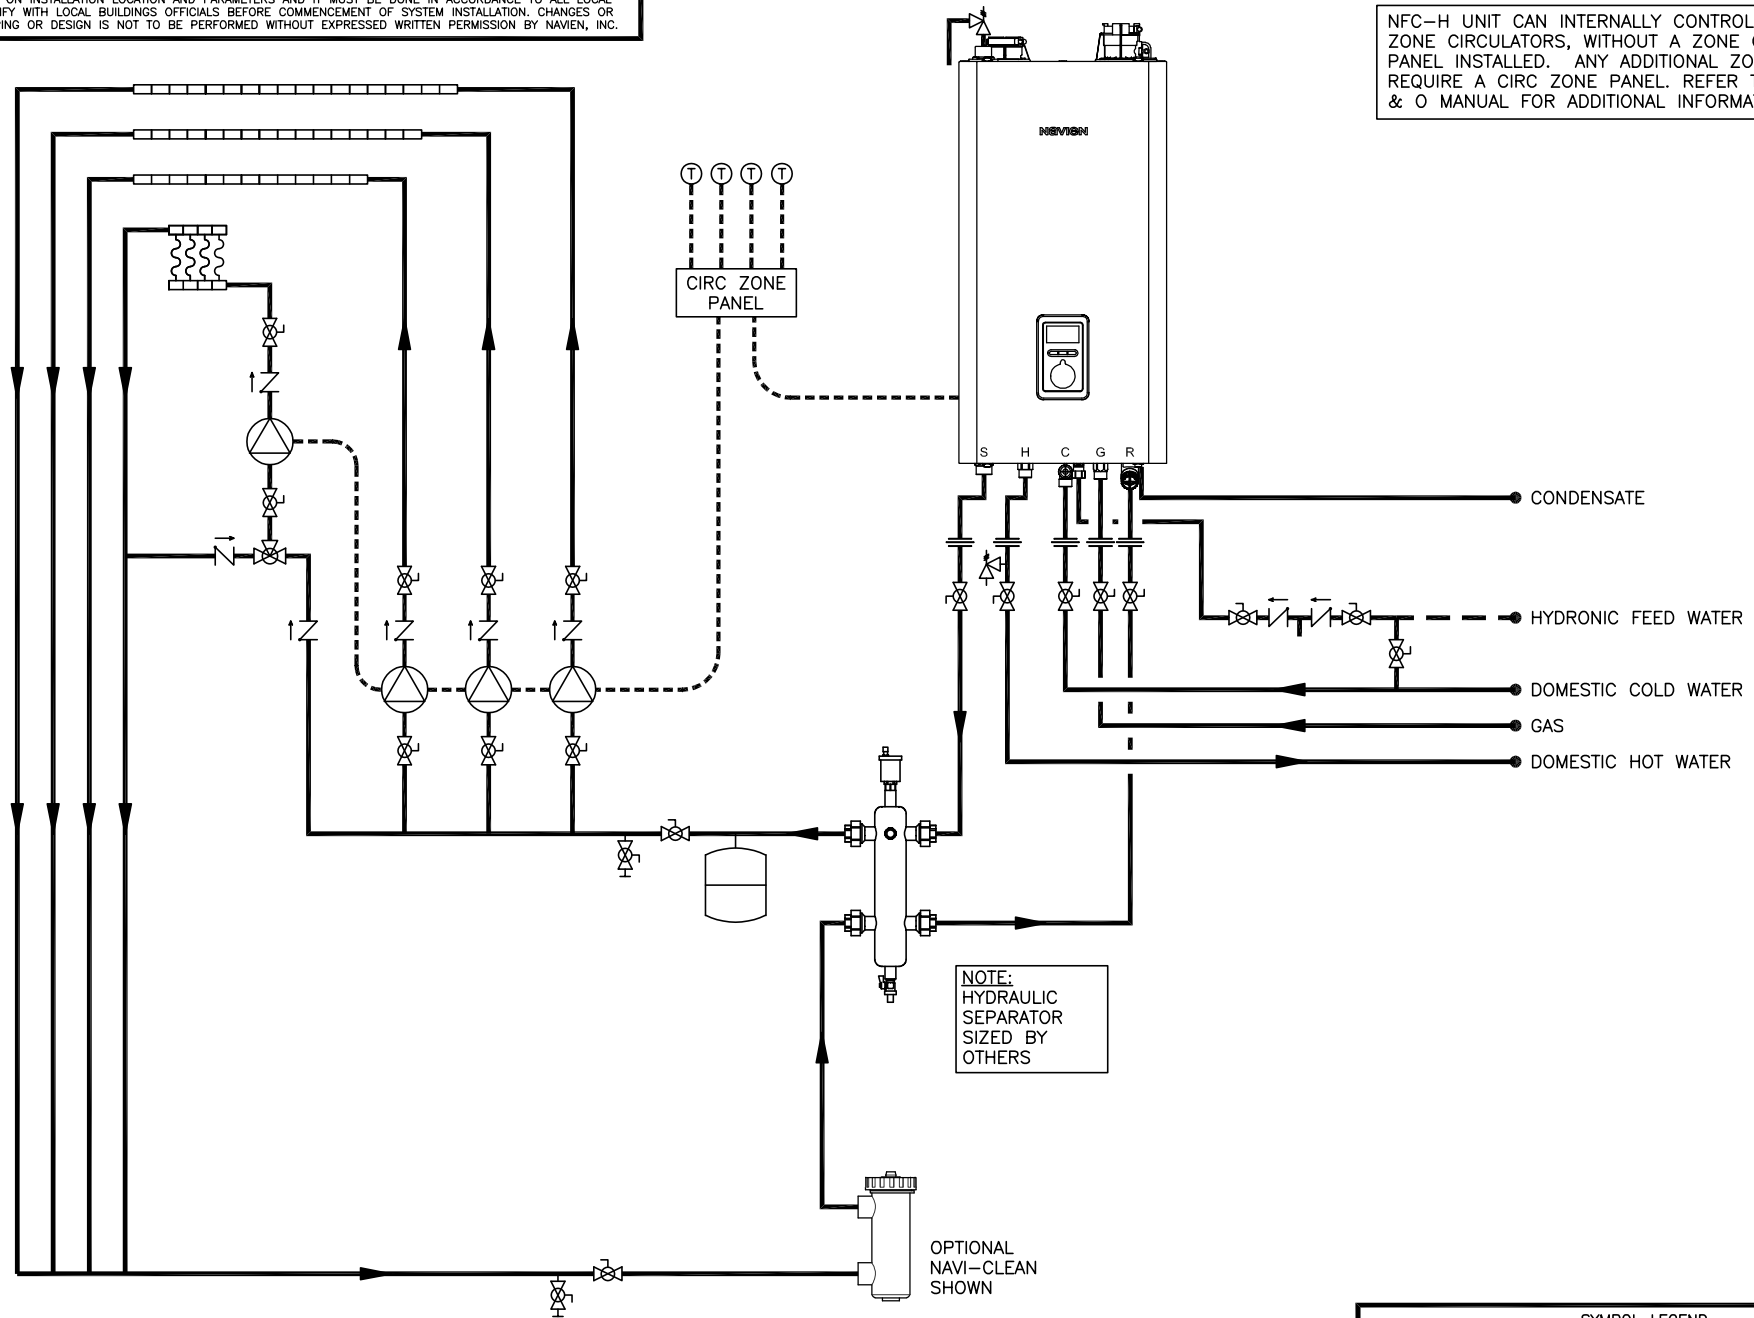 ON INSTALLATION LOCATION AND PARAMETERS AND IT MUST BE DONE IN ACCORDANCE TO ALL LOCAL
IFY WITH LOCAL BUILDINGS OFFICIALS BEFORE COMMENCEMENT OF SYSTEM INSTALLATION. CHANGES OR
PING OR DESIGN IS NOT TO BE PERFORMED WITHOUT EXPRESSED WRITTEN PERMISSION BY NAVIEN, INC.
NFC-H UNIT CAN INTERNALLY CONTROL
ZONE CIRCULATORS, WITHOUT A ZONE
PANEL INSTALLED. ANY ADDITIONAL ZO
REQUIRE A CIRC ZONE PANEL. REFER
& O MANUAL FOR ADDITIONAL INFORMA
NAVIEN
T T T T
CIRC ZONE
PANEL
S H C G R
CONDENSATE
HYDRONIC FEED WATER
DOMESTIC COLD WATER
GAS
DOMESTIC HOT WATER
NOTE:
HYDRAULIC
SEPARATOR
SIZED BY
OTHERS
OPTIONAL
NAVI-CLEAN
SHOWN
SYMBOL LEGEND